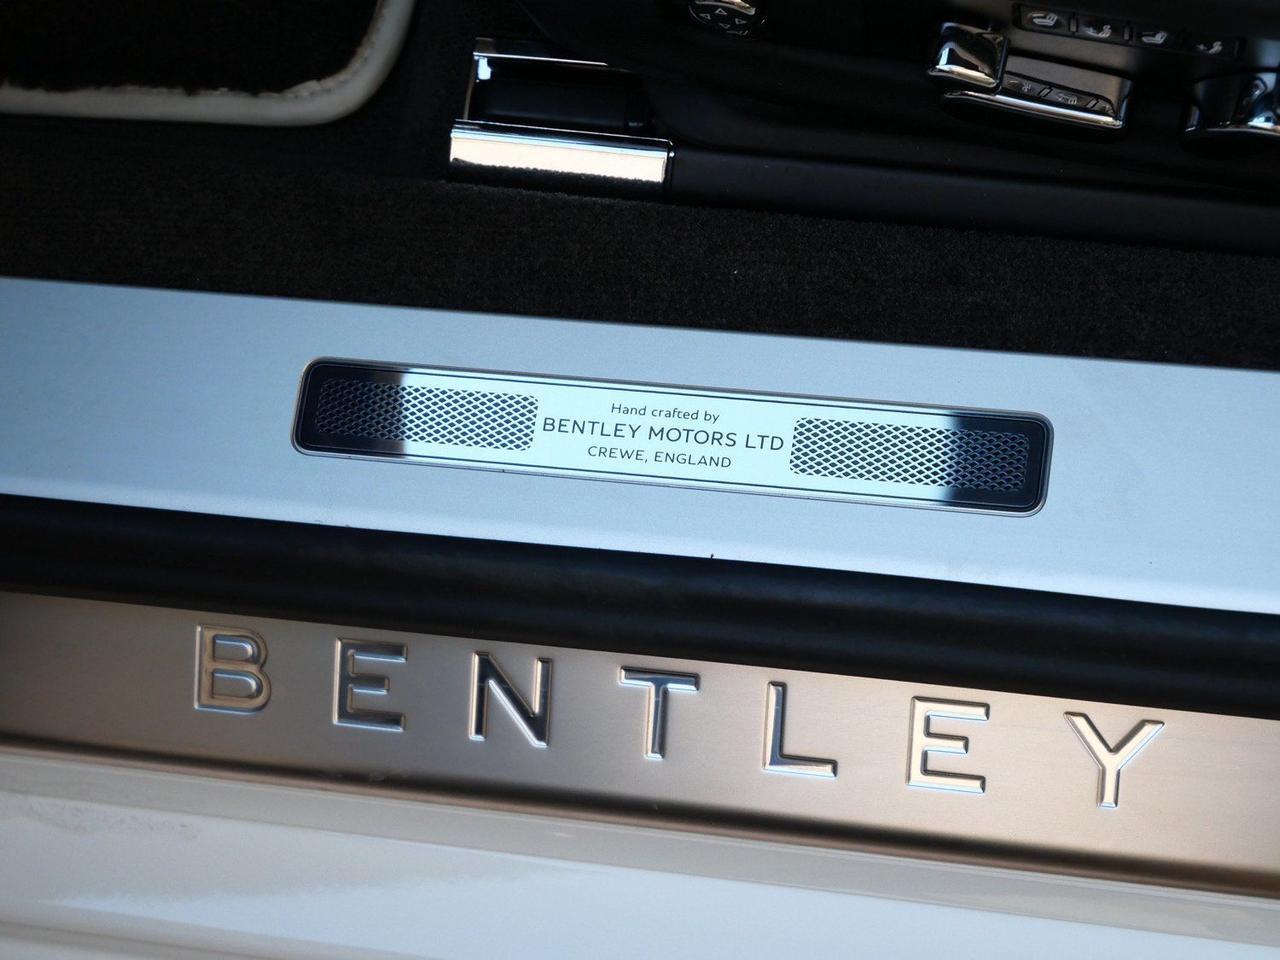 Hand crafted by
BENTLEY MOTORS LTD
CREWE, ENGLAND
BENTLEY